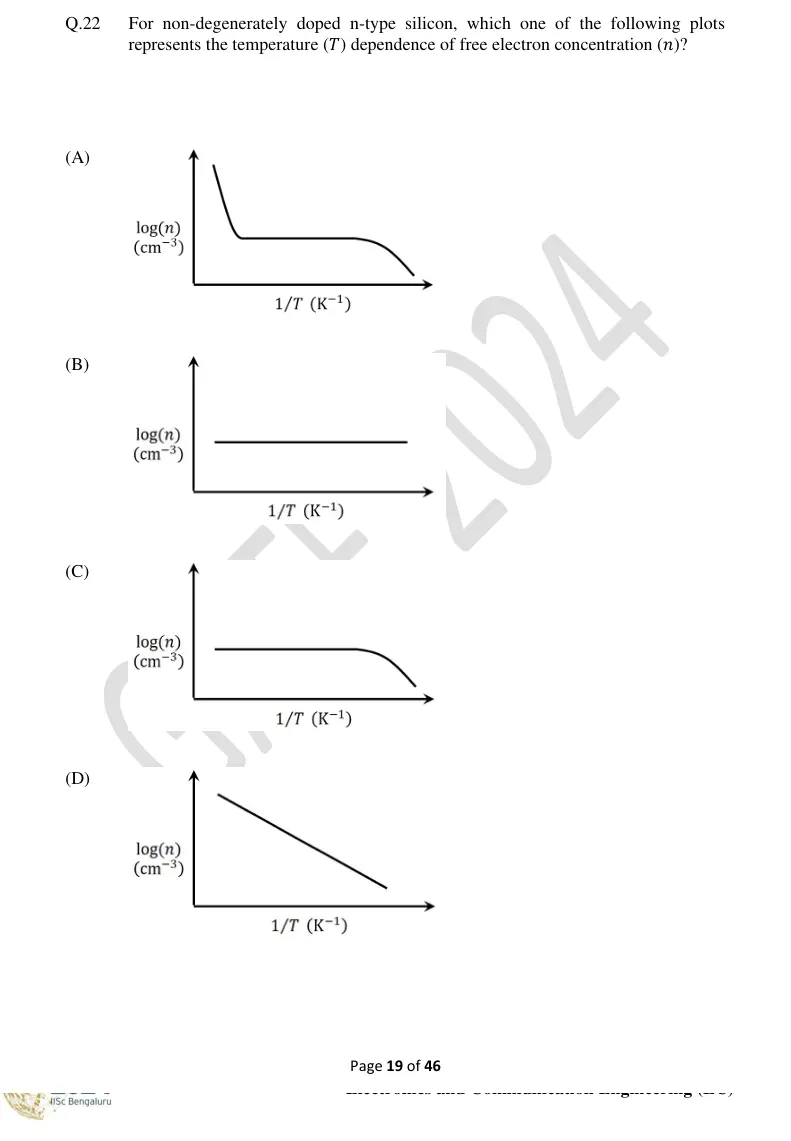 Q.22 For non-degenerately doped n-type silicon, which one of the following plots
represents the temperature (T) dependence of free electron concentration (n)?
(A)
log(n)
(cm⁻³)
1/T (K⁻¹)
(B)
log(n)
(cm⁻³)
1/T (K⁻¹)
(C)
log(n)
(cm⁻³)
1/T (K⁻¹)
(D)
log(n)
(cm⁻³)
1/T (K⁻¹)
2024
Page 19 of 46
IISc Bengaluru